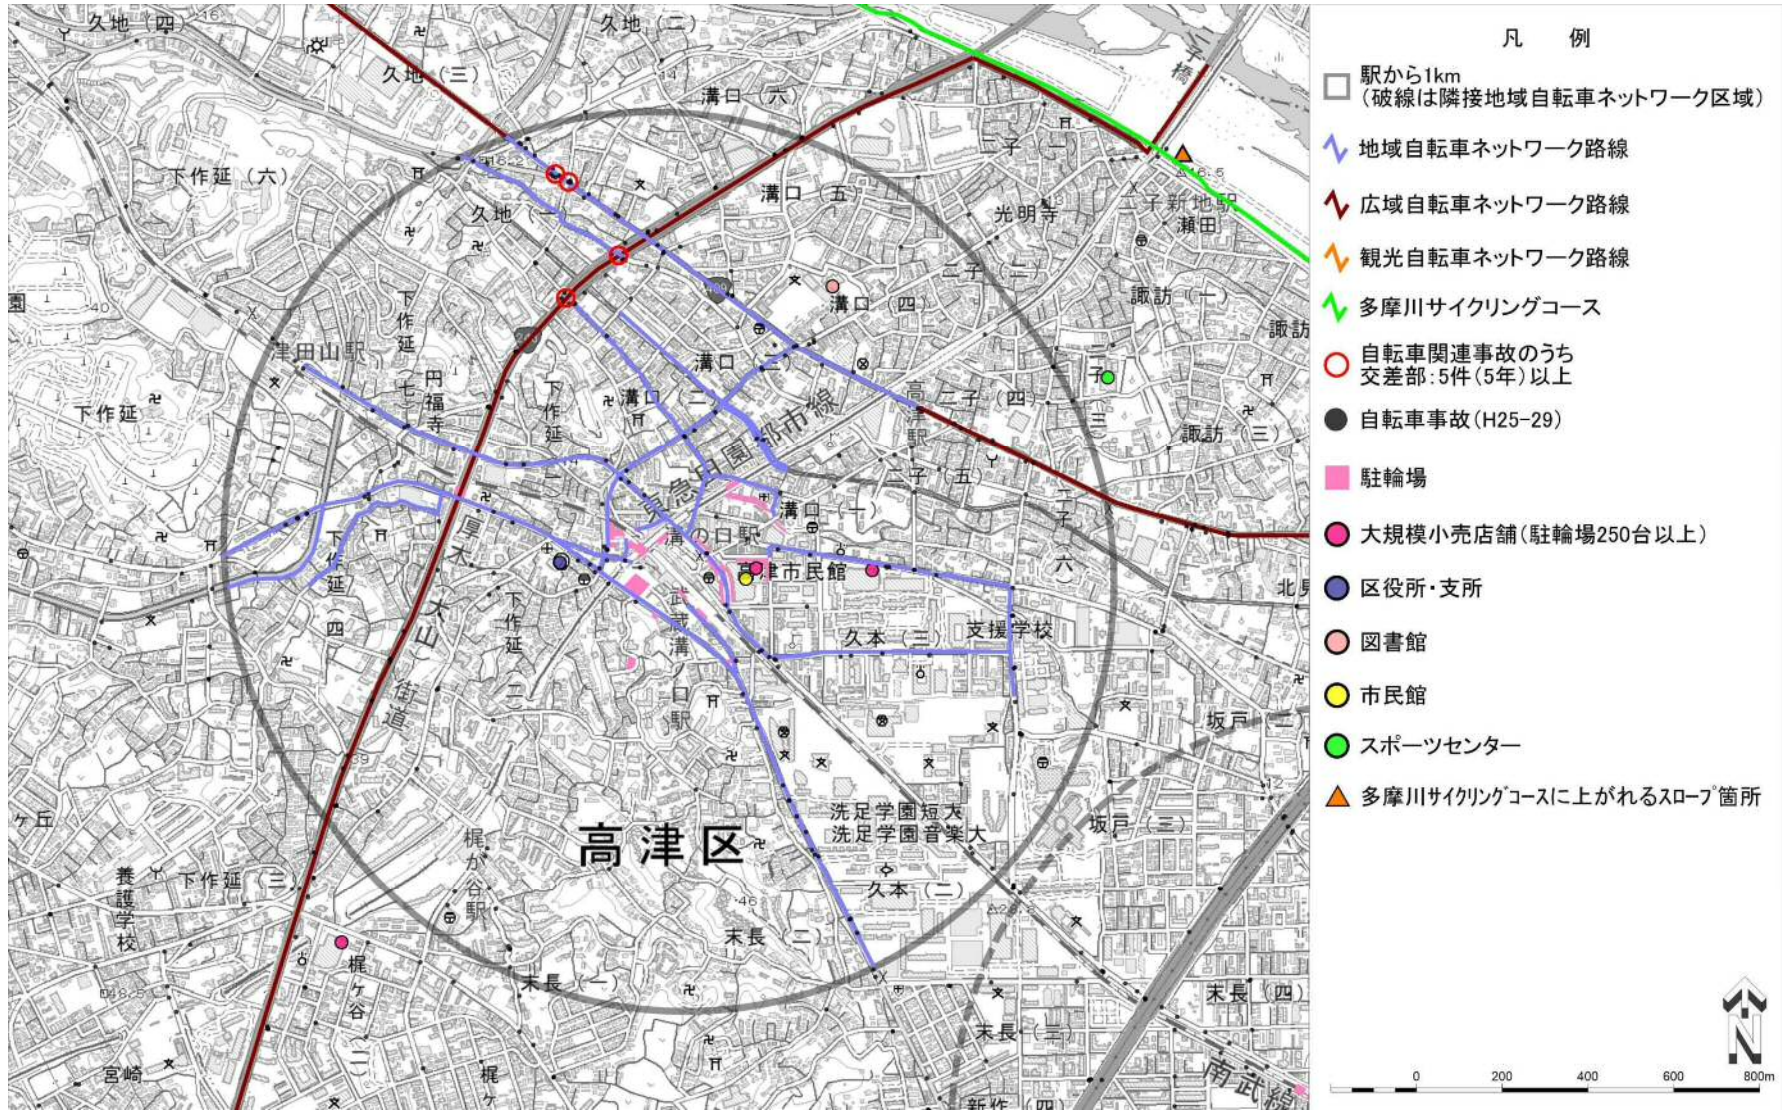 久地(四)
久地(二)
久地(三)
溝口(六)
下作延(六)
二子(一)
溝口(五)
久地(一)
光明寺
二子新地駅
瀬田
二子(二)
溝口(四)
諏訪(一)
下作延(七)
津田山駅
円福寺
溝口(三)
溝口(二)
下作延
下作延(一)
東急田園都市線
高津駅
二子(四)
二子(三)
諏訪(三)
二子(五)
溝口(一)
二子(六)
溝の口駅
高津市民館
下作延(四)
厚木大山街道
下作延(二)
武蔵溝ノ口駅
久本(三)
支援学校
坂戸(二)
洗足学園短大
洗足学園音楽大
坂戸(三)
高津区
梶が谷駅
久本(二)
養護学校
下作延(三)
末長(二)
末長(一)
末長(四)
末長(三)
梶ヶ谷(二)
宮崎
南武線
新作(四)
凡 例
駅から1km
(破線は隣接地域自転車ネットワーク区域)
地域自転車ネットワーク路線
広域自転車ネットワーク路線
観光自転車ネットワーク路線
多摩川サイクリングコース
自転車関連事故のうち
交差部:5件(5年)以上
自転車事故(H25-29)
駐輪場
大規模小売店舗(駐輪場250台以上)
区役所・支所
図書館
市民館
スポーツセンター
多摩川サイクリングコースに上がれるスロープ箇所
N
0 200 400 600 800m